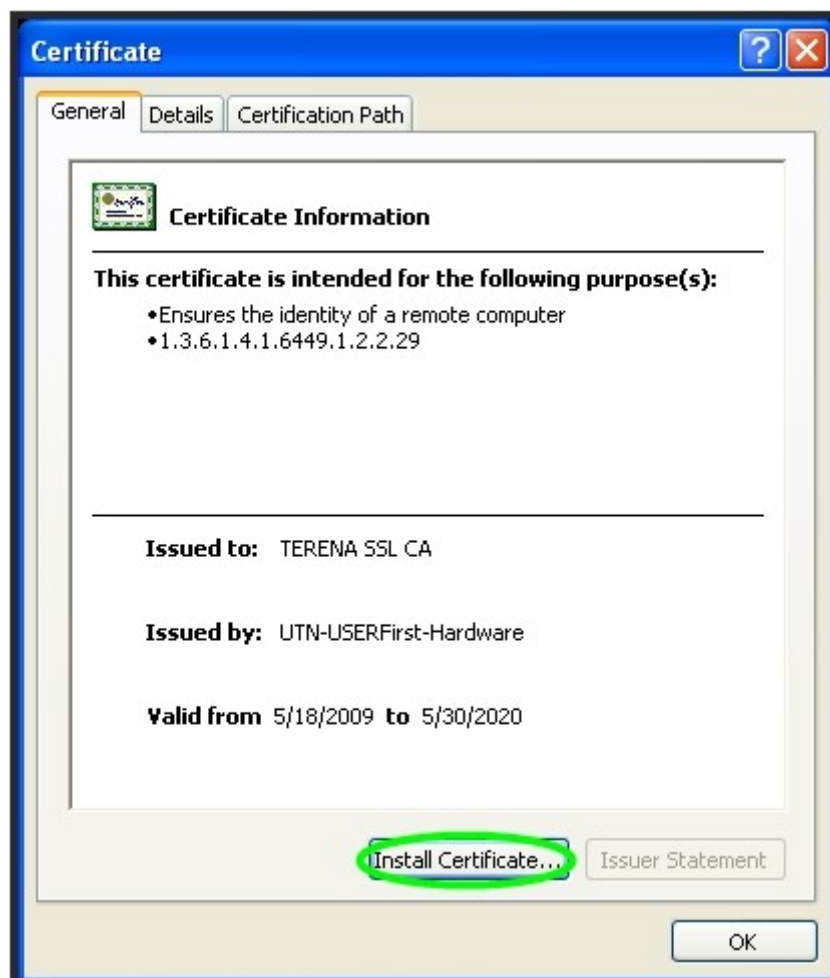 Certificate
General Details Certification Path
Certificate Information
This certificate is intended for the following purpose(s):
•Ensures the identity of a remote computer
•1.3.6.1.4.1.6449.1.2.2.29
Issued to: TERENA SSL CA
Issued by: UTN-USERFirst-Hardware
Valid from 5/18/2009 to 5/30/2020
Install Certificate... Issuer Statement
OK